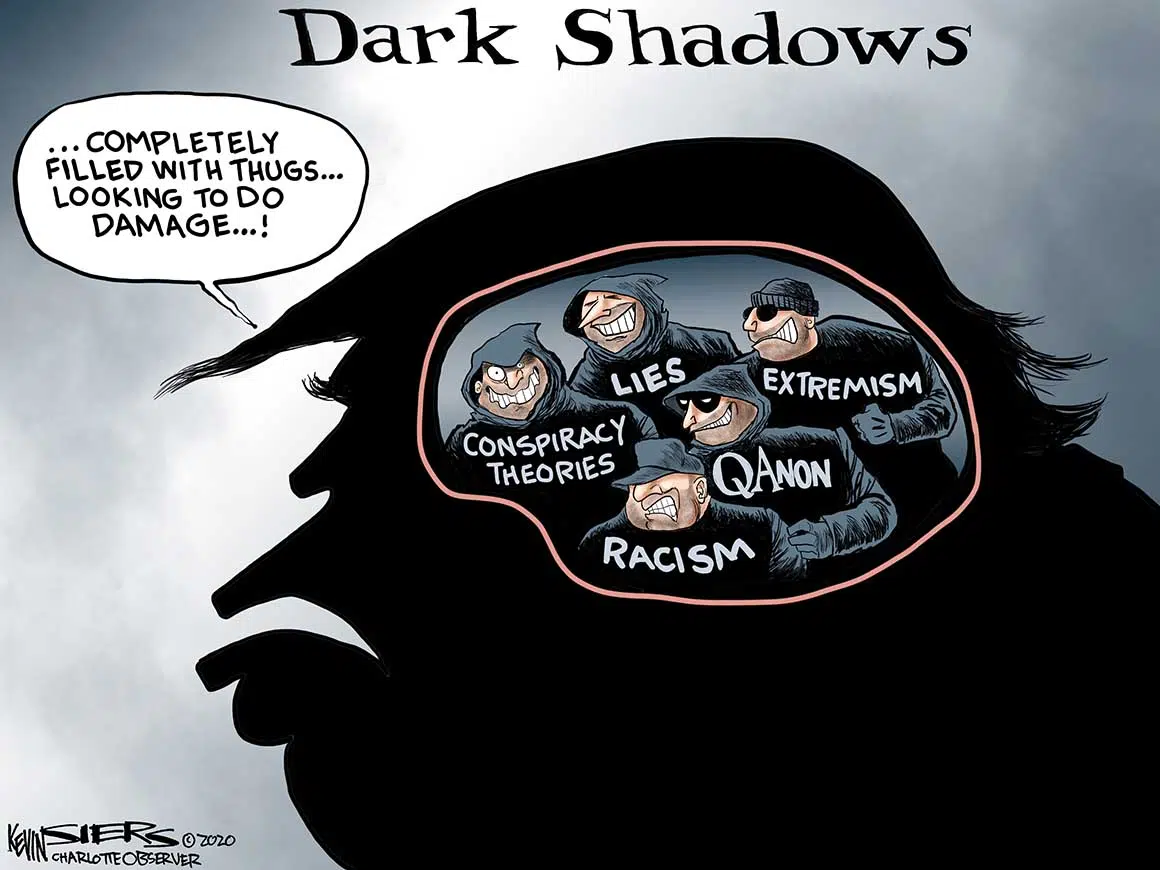 Dark Shadows
...COMPLETELY
FILLED WITH THUGS...
LOOKING TO DO
DAMAGE...!
LIES
EXTREMISM
CONSPIRACY
THEORIES
QANON
RACISM
KEVIN SIERS © 2020
CHARLOTTE OBSERVER